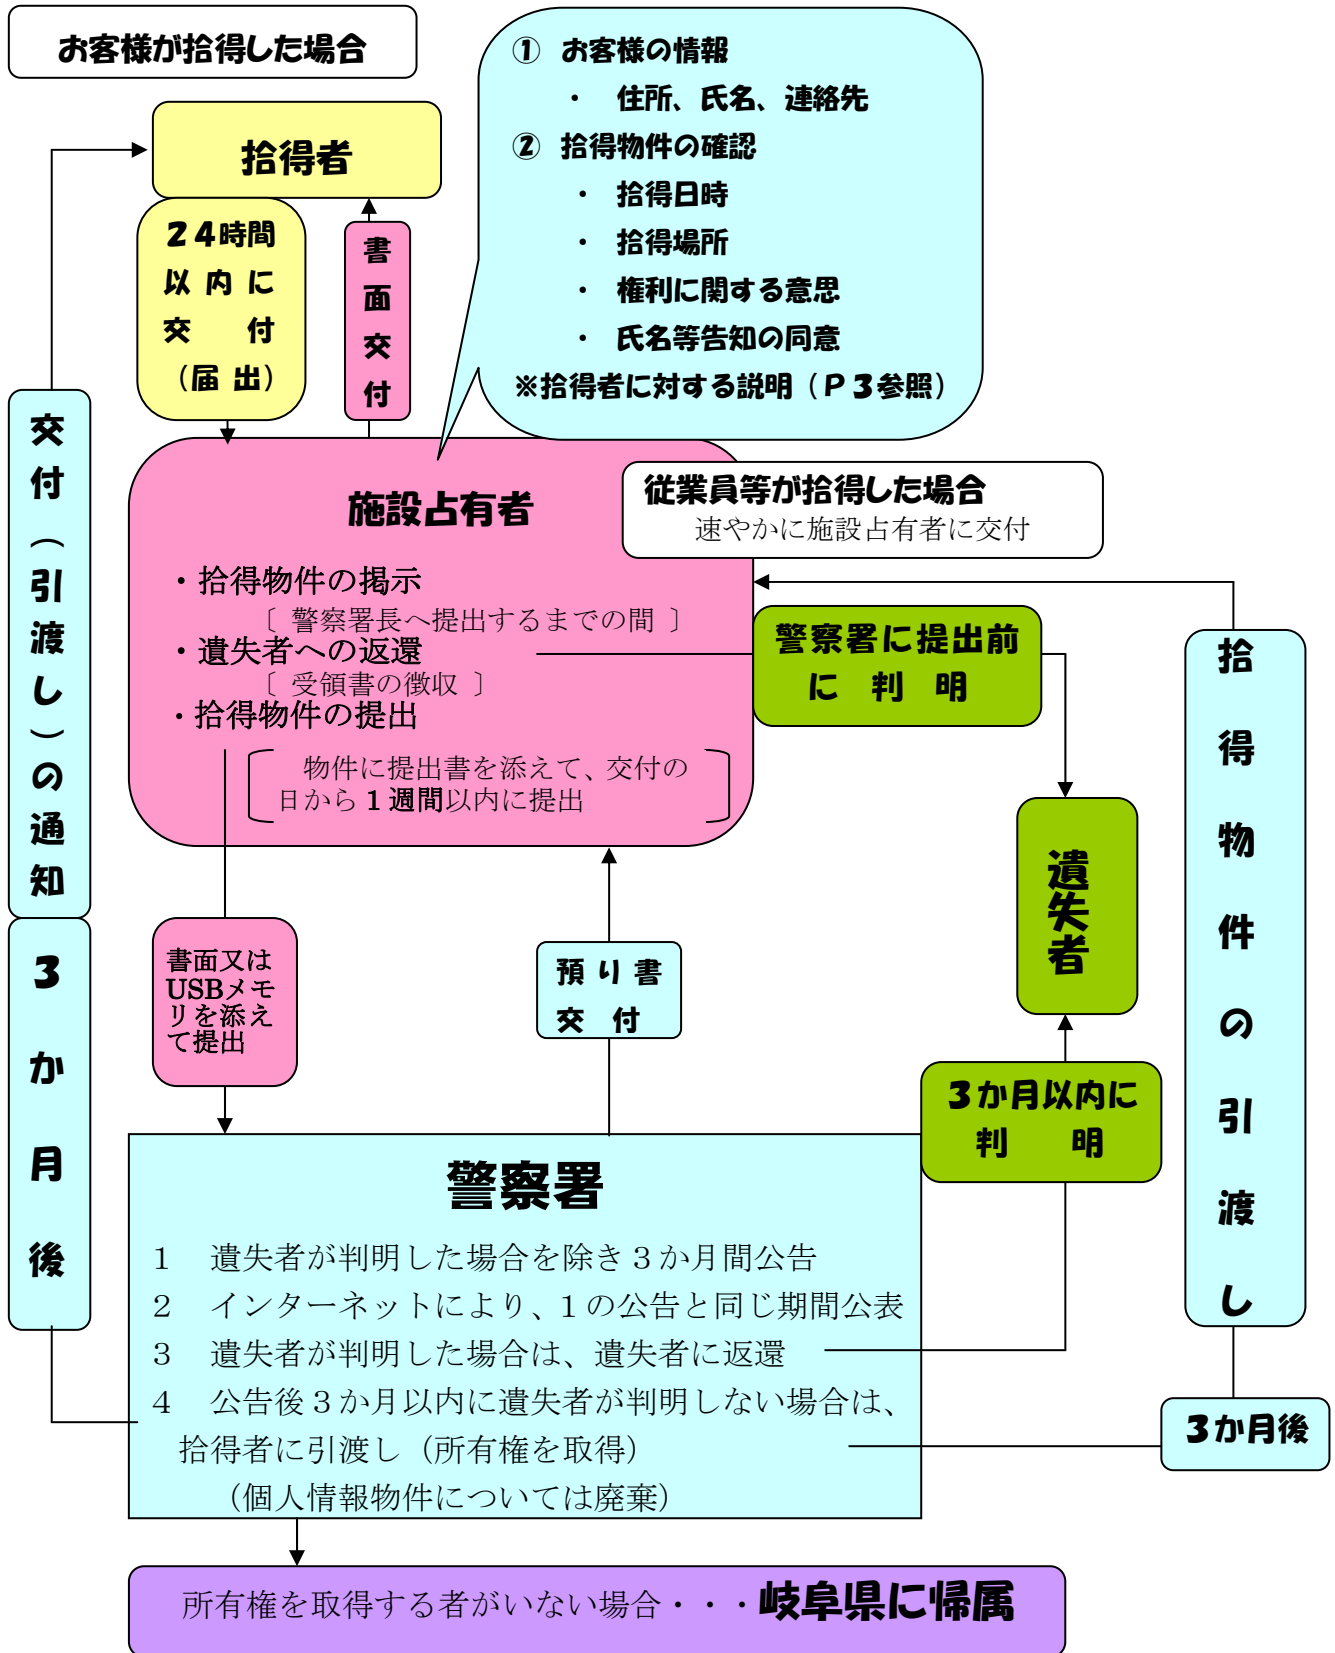 お客様が拾得した場合
① お客様の情報
・ 住所、氏名、連絡先
② 拾得物件の確認
・ 拾得日時
・ 拾得場所
・ 権利に関する意思
・ 氏名等告知の同意
※拾得者に対する説明（Ｐ３参照）
拾得者
２４時間
以内に
交 付
（届出）
書面交付
交付（引渡し）の通知
３か月後
施設占有者
従業員等が拾得した場合
速やかに施設占有者に交付
・拾得物件の掲示
〔 警察署長へ提出するまでの間 〕
・遺失者への返還
〔 受領書の徴収 〕
・拾得物件の提出
物件に提出書を添えて、交付の
日から１週間以内に提出
警察署に提出前
に 判 明
遺失者
拾得物件の引渡し
書面又は
USBメモ
リを添え
て提出
預り書
交 付
３か月以内に
判 明
警察署
１ 遺失者が判明した場合を除き３か月間公告
２ インターネットにより、１の公告と同じ期間公表
３ 遺失者が判明した場合は、遺失者に返還
４ 公告後３か月以内に遺失者が判明しない場合は、
拾得者に引渡し（所有権を取得）
（個人情報物件については廃棄）
３か月後
所有権を取得する者がいない場合・・・岐阜県に帰属